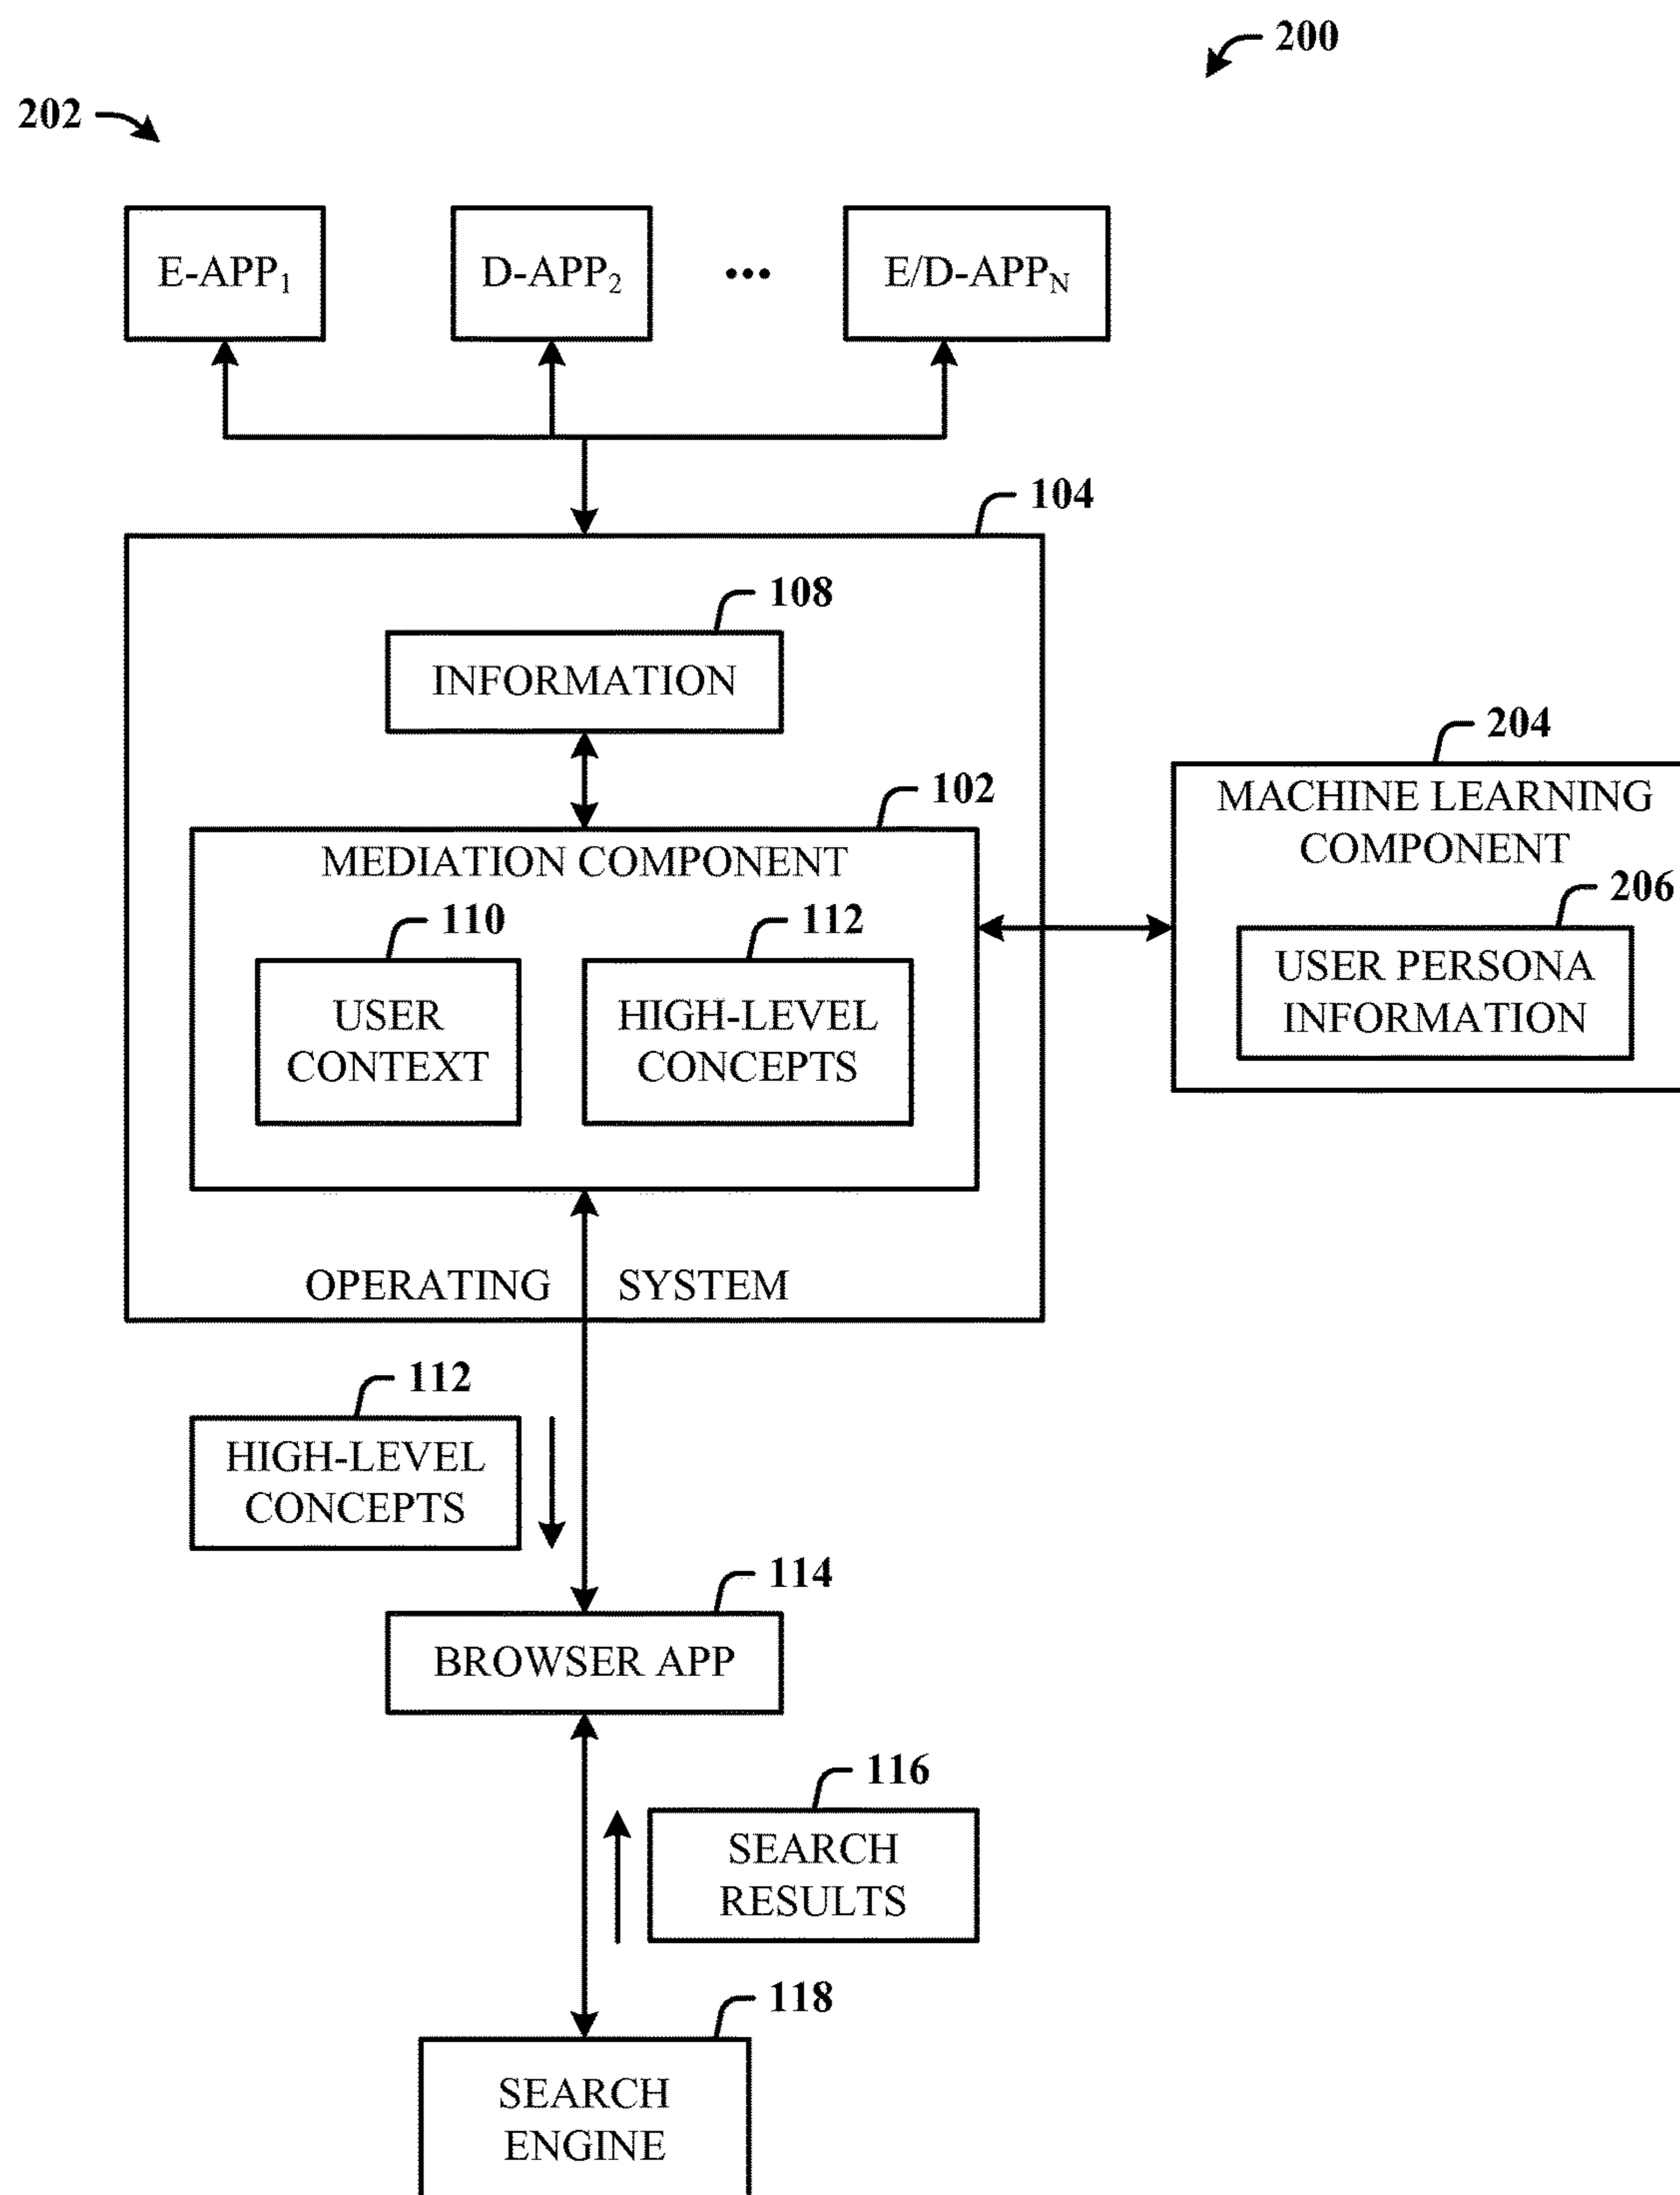 200
202
E-APP₁
D-APP₂
•••
E/D-APP_N
104
108
INFORMATION
204
MACHINE LEARNING
COMPONENT
206
USER PERSONA
INFORMATION
102
MEDIATION COMPONENT
110
112
USER
CONTEXT
HIGH-LEVEL
CONCEPTS
OPERATING SYSTEM
112
HIGH-LEVEL
CONCEPTS
114
BROWSER APP
116
SEARCH
RESULTS
118
SEARCH
ENGINE